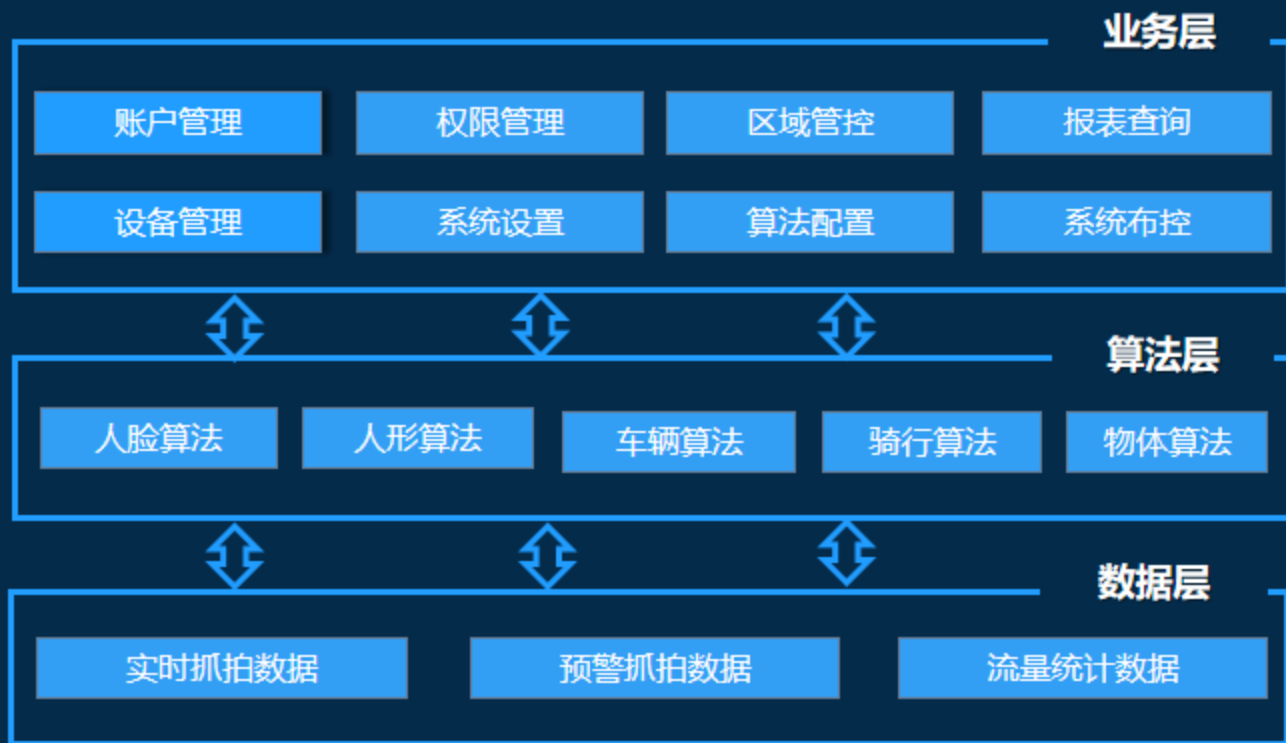 业务层
账户管理
权限管理
区域管控
报表查询
设备管理
系统设置
算法配置
系统布控
算法层
人脸算法
人形算法
车辆算法
骑行算法
物体算法
数据层
实时抓拍数据
预警抓拍数据
流量统计数据